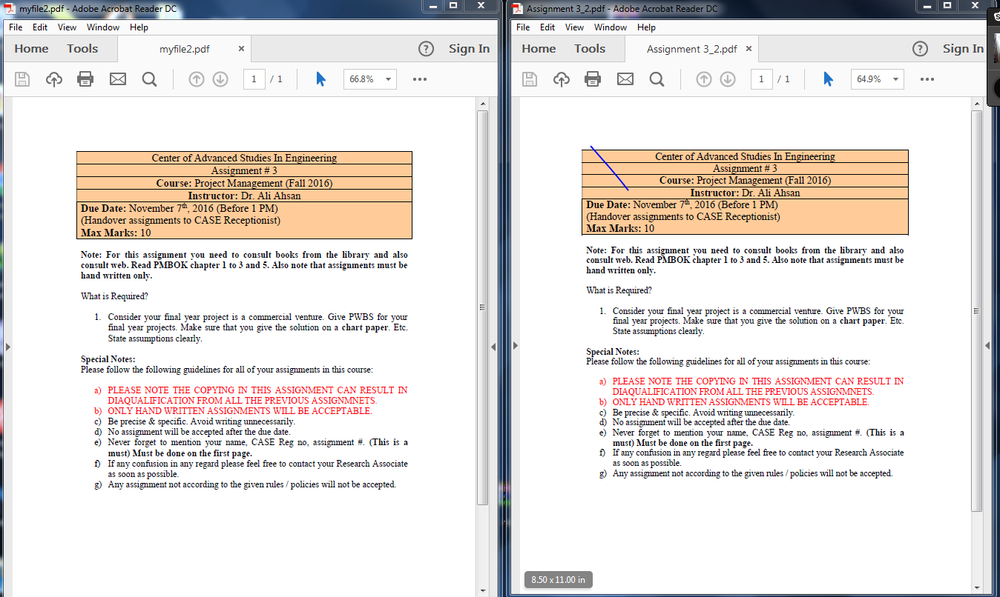 myfile2.pdf - Adobe Acrobat Reader DC
File Edit View Window Help
Home Tools myfile2.pdf × ? Sign In
1 / 1 66.8%
Center of Advanced Studies In Engineering
Assignment # 3
Course: Project Management (Fall 2016)
Instructor: Dr. Ali Ahsan
Due Date: November 7th, 2016 (Before 1 PM)
(Handover assignments to CASE Receptionist)
Max Marks: 10
Note: For this assignment you need to consult books from the library and also
consult web. Read PMBOK chapter 1 to 3 and 5. Also note that assignments must be
hand written only.
What is Required?
1. Consider your final year project is a commercial venture. Give PWBS for your
final year projects. Make sure that you give the solution on a chart paper. Etc.
State assumptions clearly.
Special Notes:
Please follow the following guidelines for all of your assignments in this course:
a) PLEASE NOTE THE COPYING IN THIS ASSIGNMENT CAN RESULT IN
DIAQUALIFICATION FROM ALL THE PREVIOUS ASSIGNMNETS.
b) ONLY HAND WRITTEN ASSIGNMENTS WILL BE ACCEPTABLE.
c) Be precise & specific. Avoid writing unnecessarily.
d) No assignment will be accepted after the due date.
e) Never forget to mention your name, CASE Reg no, assignment #. (This is a
must) Must be done on the first page.
f) If any confusion in any regard please feel free to contact your Research Associate
as soon as possible.
g) Any assignment not according to the given rules / policies will not be accepted.
Assignment 3_2.pdf - Adobe Acrobat Reader DC
File Edit View Window Help
Home Tools Assignment 3_2.pdf × ? Sign In
1 / 1 64.9%
Center of Advanced Studies In Engineering
Assignment # 3
Course: Project Management (Fall 2016)
Instructor: Dr. Ali Ahsan
Due Date: November 7th, 2016 (Before 1 PM)
(Handover assignments to CASE Receptionist)
Max Marks: 10
Note: For this assignment you need to consult books from the library and also
consult web. Read PMBOK chapter 1 to 3 and 5. Also note that assignments must be
hand written only.
What is Required?
1. Consider your final year project is a commercial venture. Give PWBS for your
final year projects. Make sure that you give the solution on a chart paper. Etc.
State assumptions clearly.
Special Notes:
Please follow the following guidelines for all of your assignments in this course:
a) PLEASE NOTE THE COPYING IN THIS ASSIGNMENT CAN RESULT IN
DIAQUALIFICATION FROM ALL THE PREVIOUS ASSIGNMNETS.
b) ONLY HAND WRITTEN ASSIGNMENTS WILL BE ACCEPTABLE.
c) Be precise & specific. Avoid writing unnecessarily.
d) No assignment will be accepted after the due date.
e) Never forget to mention your name, CASE Reg no, assignment #. (This is a
must) Must be done on the first page.
f) If any confusion in any regard please feel free to contact your Research Associate
as soon as possible.
g) Any assignment not according to the given rules / policies will not be accepted.
8.50 x 11.00 in